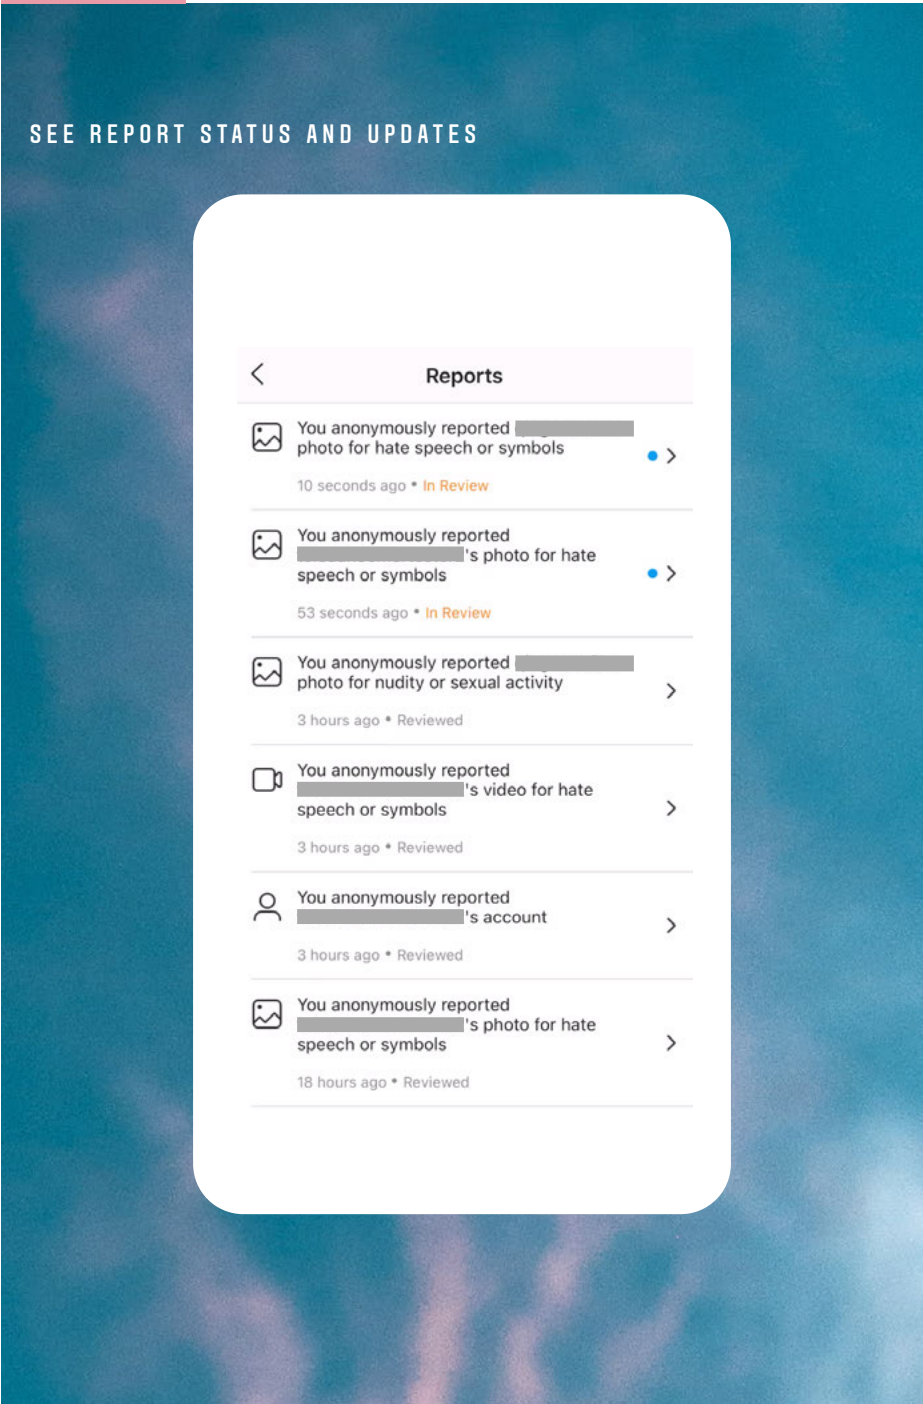 SEE REPORT STATUS AND UPDATES
Reports
You anonymously reported
photo for hate speech or symbols
10 seconds ago • In Review
You anonymously reported
's photo for hate
speech or symbols
53 seconds ago • In Review
You anonymously reported
photo for nudity or sexual activity
3 hours ago • Reviewed
You anonymously reported
's video for hate
speech or symbols
3 hours ago • Reviewed
You anonymously reported
's account
3 hours ago • Reviewed
You anonymously reported
's photo for hate
speech or symbols
18 hours ago • Reviewed